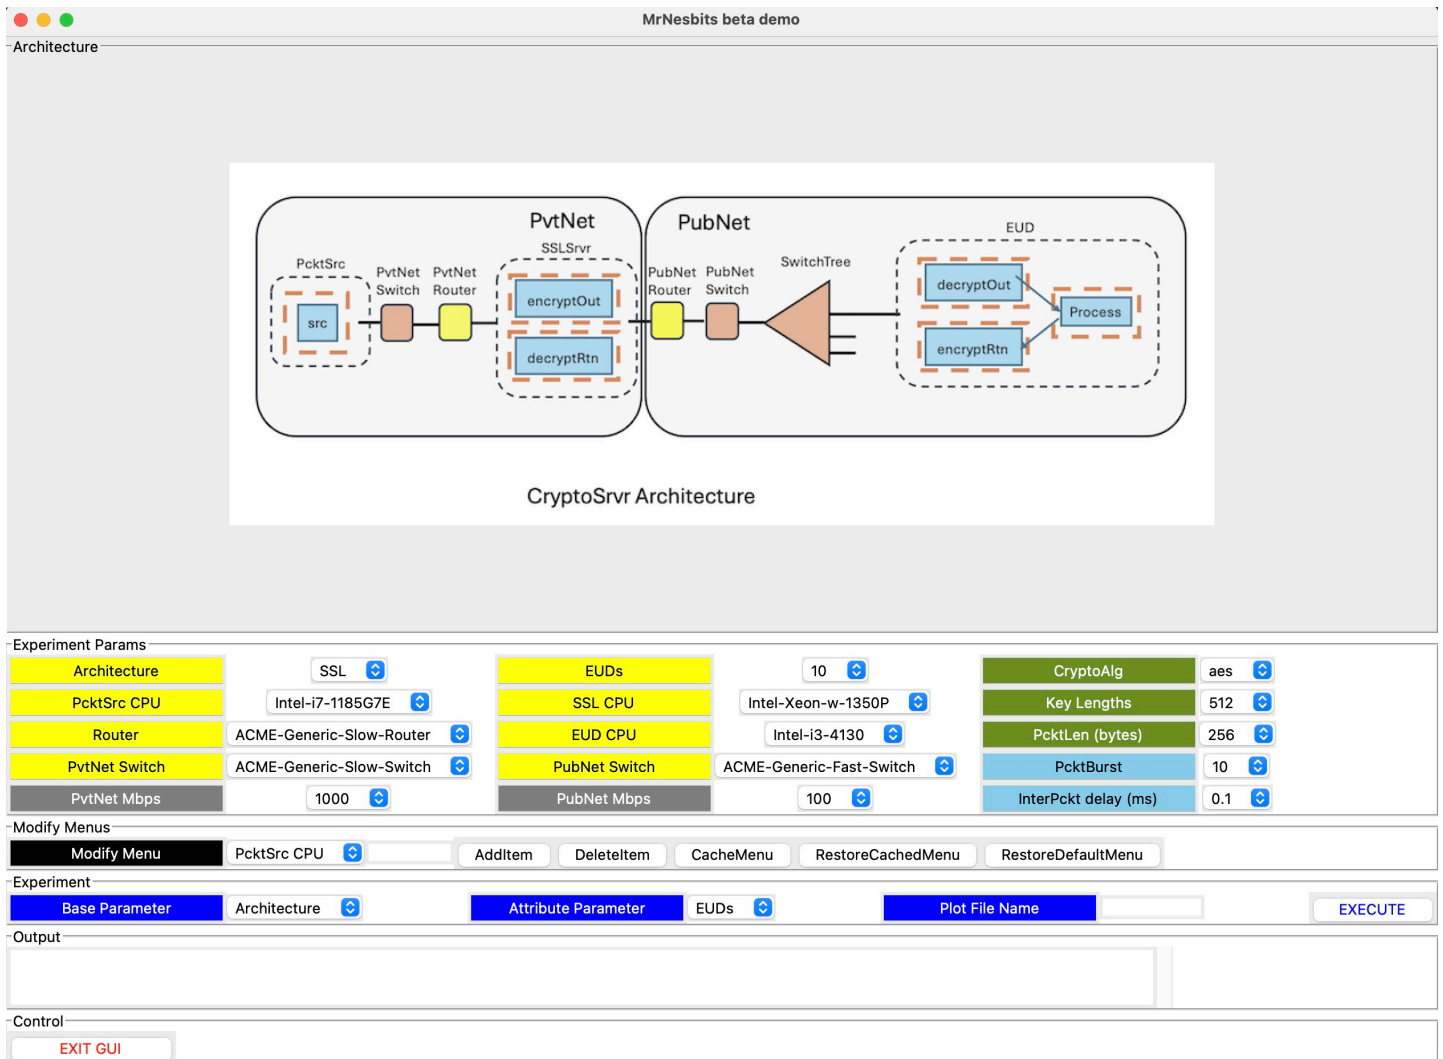 MrNesbits beta demo
Architecture
PvtNet
PubNet
PcktSrc
src
PvtNet
Switch
PvtNet
Router
SSLSrvr
encryptOut
decryptRtn
PubNet
Router
PubNet
Switch
SwitchTree
EUD
decryptOut
Process
encryptRtn
CryptoSrvr Architecture
Experiment Params
Architecture SSL EUDs 10 CryptoAlg aes
PcktSrc CPU Intel-i7-1185G7E SSL CPU Intel-Xeon-w-1350P Key Lengths 512
Router ACME-Generic-Slow-Router EUD CPU Intel-i3-4130 PcktLen (bytes) 256
PvtNet Switch ACME-Generic-Slow-Switch PubNet Switch ACME-Generic-Fast-Switch PcktBurst 10
PvtNet Mbps 1000 PubNet Mbps 100 InterPckt delay (ms) 0.1
Modify Menus
Modify Menu PcktSrc CPU AddItem DeleteItem CacheMenu RestoreCachedMenu RestoreDefaultMenu
Experiment
Base Parameter Architecture Attribute Parameter EUDs Plot File Name EXECUTE
Output
Control
EXIT GUI